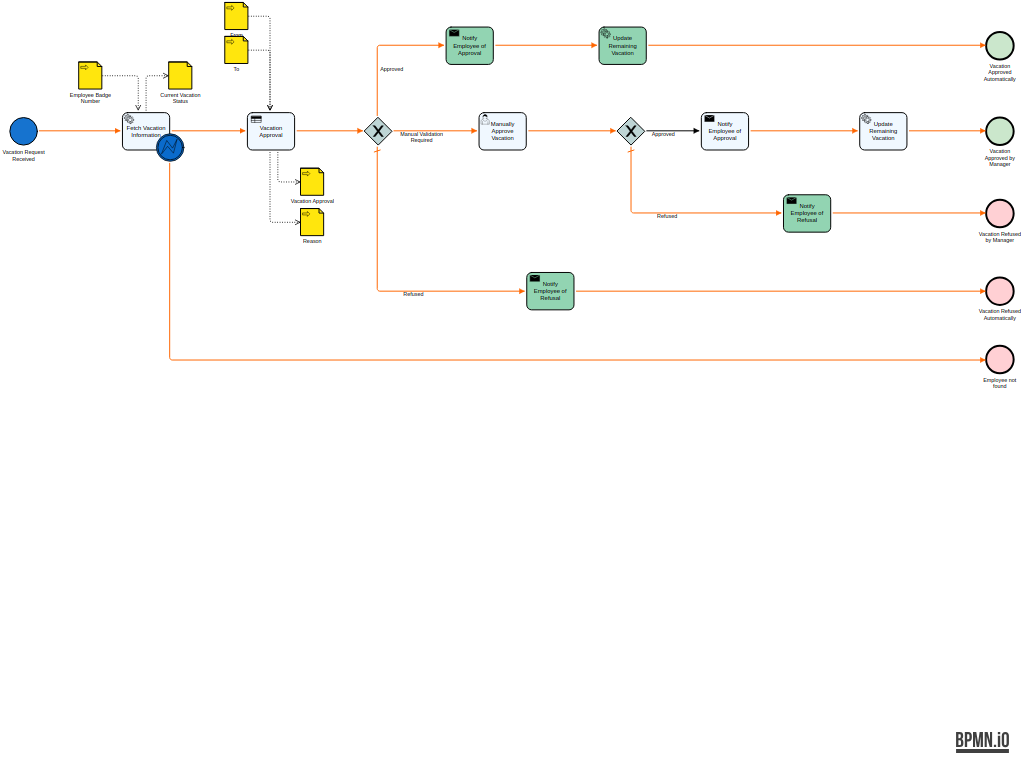 From
To
Employee Badge
Number
Current Vacation
Status
Vacation Request
Received
Fetch Vacation
Information
Vacation
Approval
Vacation Approval
Reason
Approved
Notify
Employee of
Approval
Update
Remaining
Vacation
Vacation
Approved
Automatically
Manual Validation
Required
Manually
Approve
Vacation
Approved
Notify
Employee of
Approval
Update
Remaining
Vacation
Vacation
Approved by
Manager
Refused
Notify
Employee of
Refusal
Vacation Refused
by Manager
Refused
Notify
Employee of
Refusal
Vacation Refused
Automatically
Employee not
found
BPMN.iO